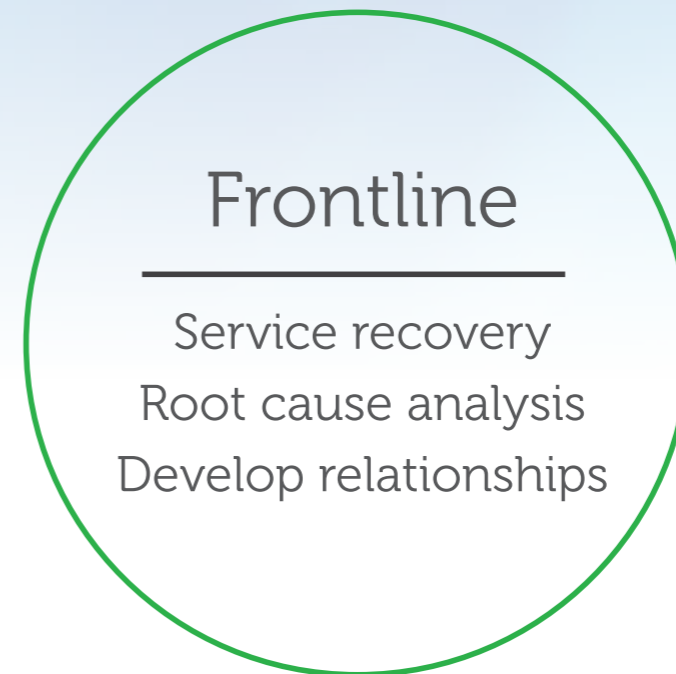 Frontline
Service recovery
Root cause analysis
Develop relationships